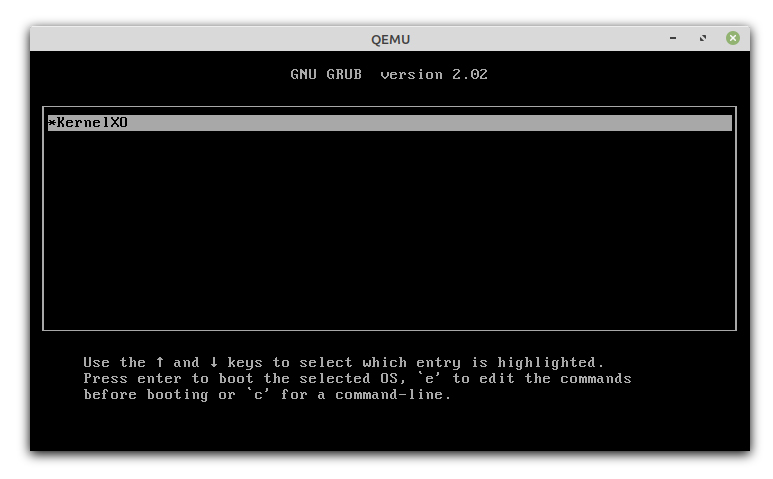 QEMU
GNU GRUB  version 2.02
*KernelXO
Use the ↑ and ↓ keys to select which entry is highlighted.
Press enter to boot the selected OS, `e' to edit the commands
before booting or `c' for a command-line.